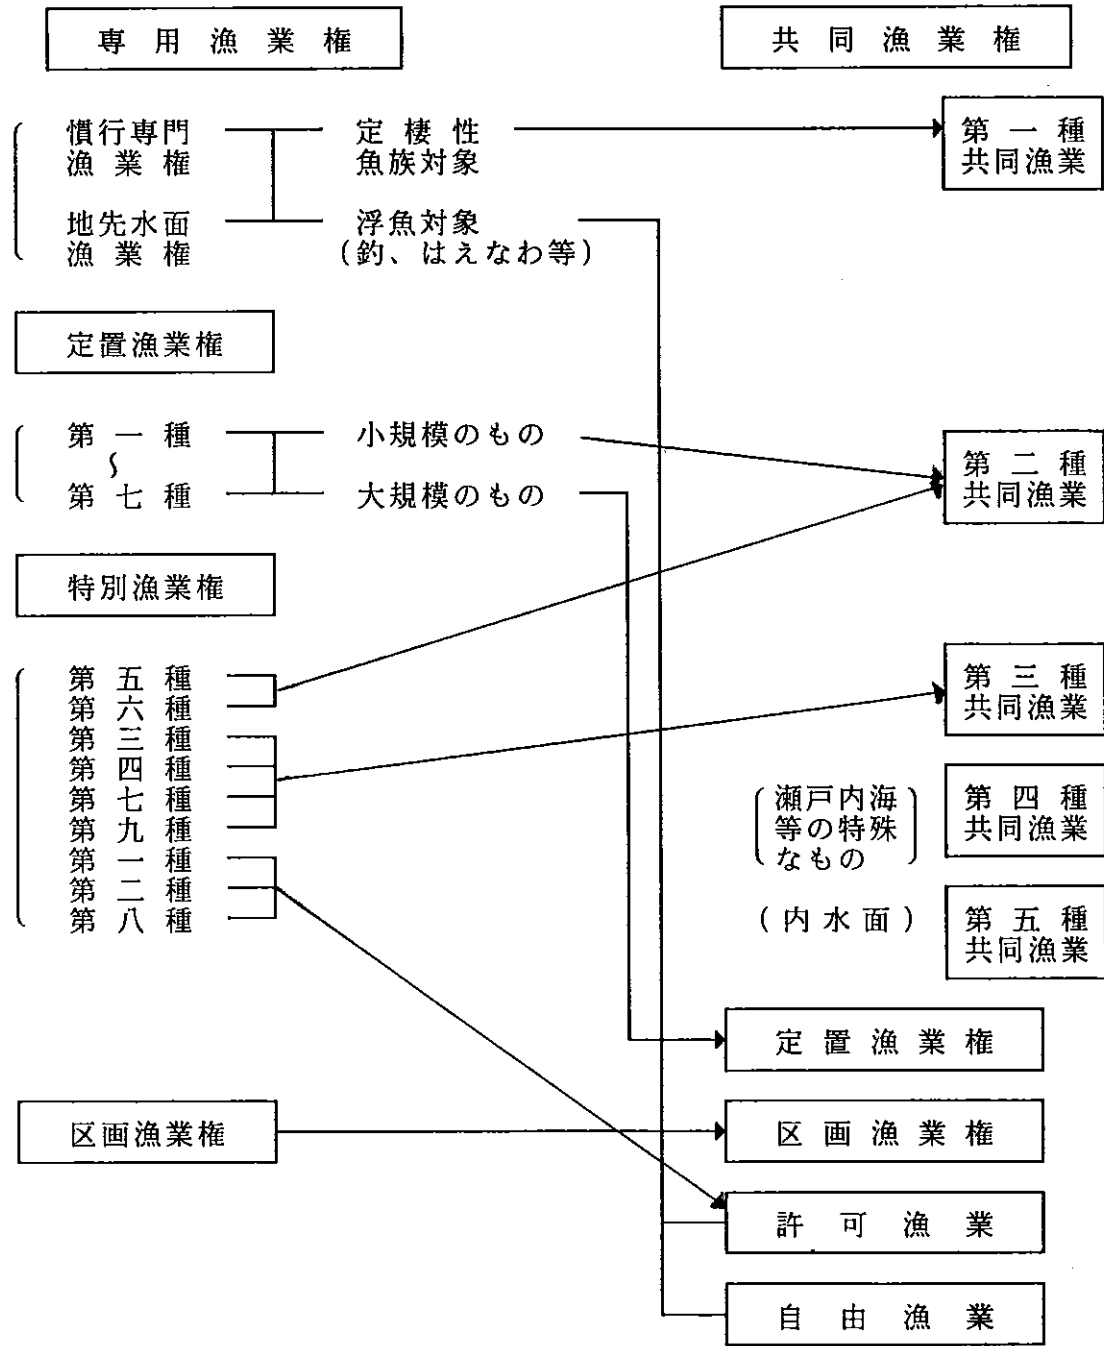 専用漁業権
共同漁業権
慣行専門
漁業権
定棲性
魚族対象
第一種
共同漁業
地先水面
漁業権
浮魚対象
(釣、はえなわ等)
定置漁業権
第一種
〜
第七種
小規模のもの
大規模のもの
第二種
共同漁業
特別漁業権
第五種
第六種
第三種
第四種
第七種
第九種
第一種
第二種
第八種
第三種
共同漁業
瀬戸内海
等の特殊
なもの
第四種
共同漁業
(内水面)
第五種
共同漁業
定置漁業権
区画漁業権
区画漁業権
許可漁業
自由漁業